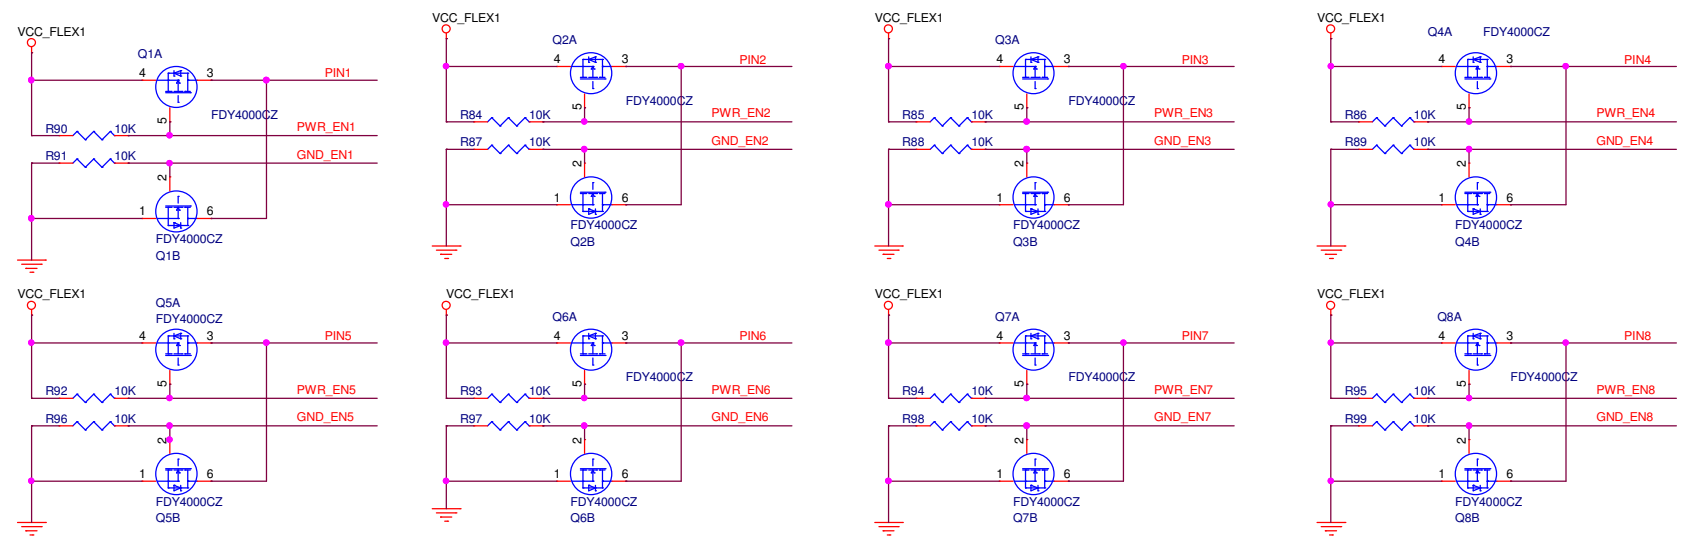 VCC_FLEX1
Q1A
4
3
PIN1
FDY4000CZ
5
R90
10K
PWR_EN1
R91
10K
GND_EN1
2
1
6
FDY4000CZ
Q1B
VCC_FLEX1
Q2A
4
3
PIN2
FDY4000CZ
5
R84
10K
PWR_EN2
R87
10K
GND_EN2
2
1
6
FDY4000CZ
Q2B
VCC_FLEX1
Q3A
4
3
PIN3
FDY4000CZ
5
R85
10K
PWR_EN3
R88
10K
GND_EN3
2
1
6
FDY4000CZ
Q3B
VCC_FLEX1
Q4A
FDY4000CZ
4
3
PIN4
5
R86
10K
PWR_EN4
R89
10K
GND_EN4
2
1
6
FDY4000CZ
Q4B
VCC_FLEX1
Q5A
FDY4000CZ
4
3
PIN5
5
R92
10K
PWR_EN5
R96
10K
GND_EN5
2
1
6
FDY4000CZ
Q5B
VCC_FLEX1
Q6A
4
3
PIN6
FDY4000CZ
5
R93
10K
PWR_EN6
R97
10K
GND_EN6
2
1
6
FDY4000CZ
Q6B
VCC_FLEX1
Q7A
4
3
PIN7
FDY4000CZ
5
R94
10K
PWR_EN7
R98
10K
GND_EN7
2
1
6
FDY4000CZ
Q7B
VCC_FLEX1
Q8A
4
3
PIN8
FDY4000CZ
5
R95
10K
PWR_EN8
R99
10K
GND_EN8
2
1
6
FDY4000CZ
Q8B